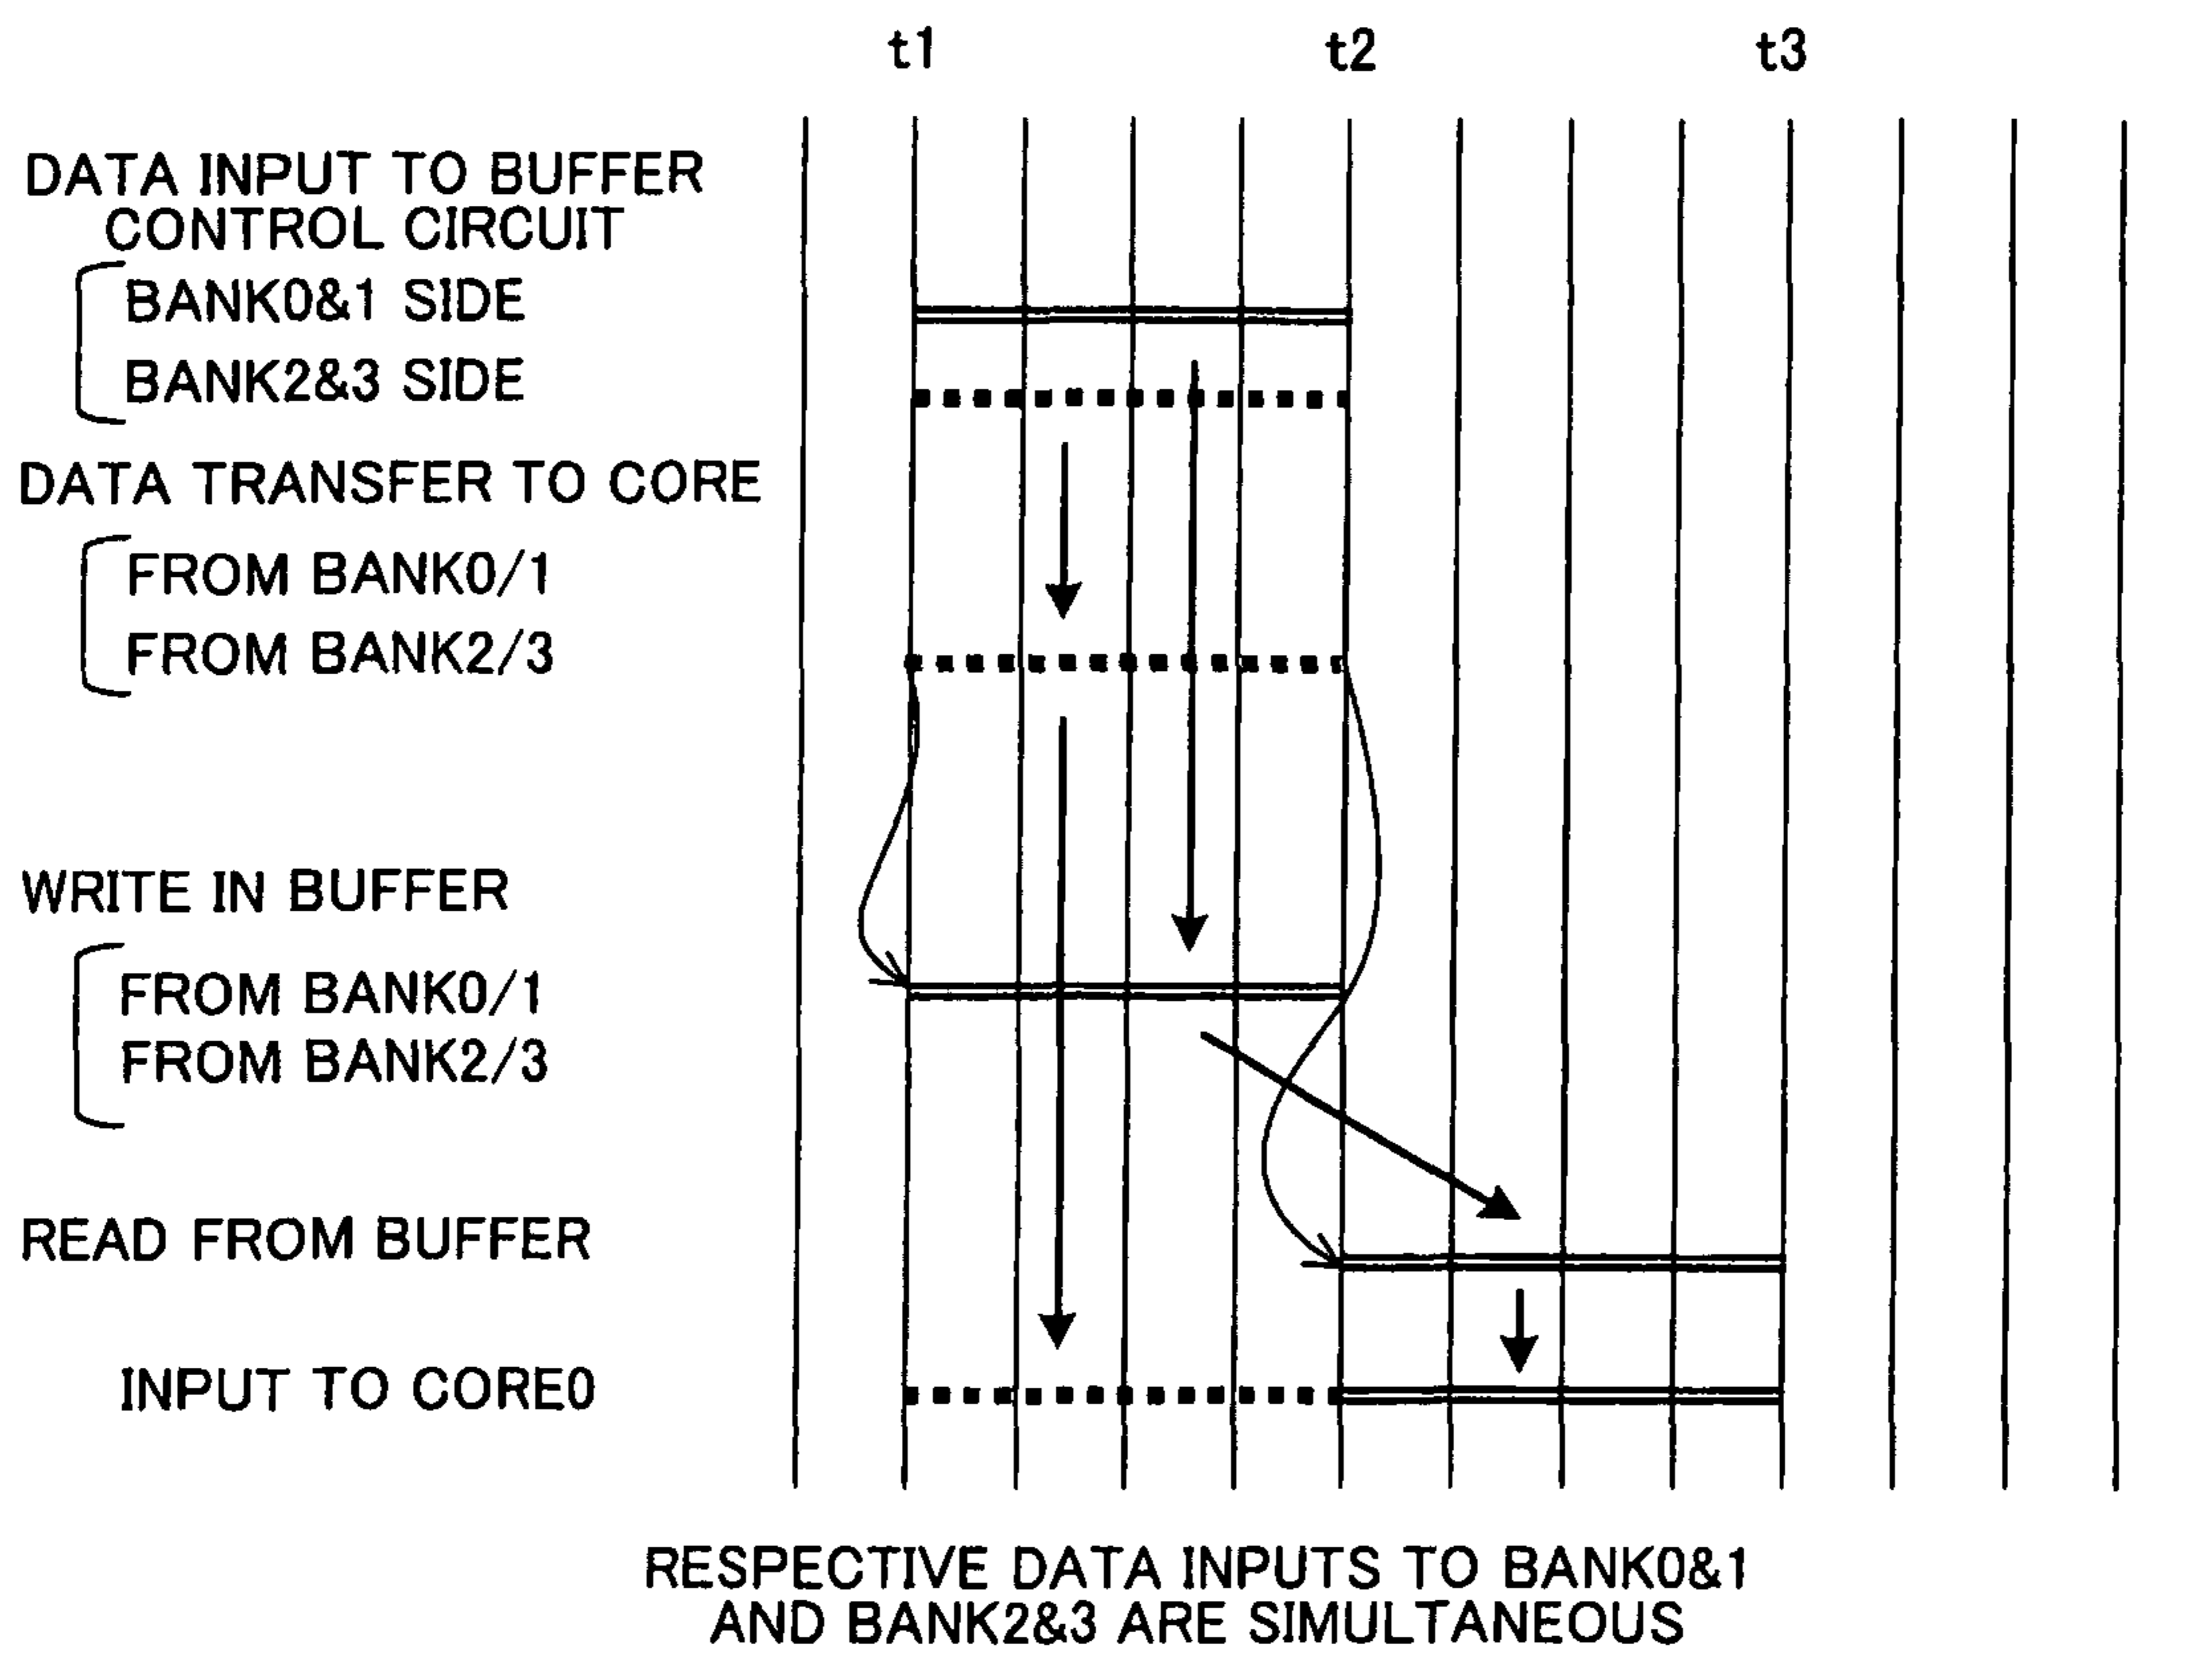 t1 t2 t3
DATA INPUT TO BUFFER
CONTROL CIRCUIT
BANK0&1 SIDE
BANK2&3 SIDE
DATA TRANSFER TO CORE
FROM BANK0/1
FROM BANK2/3
WRITE IN BUFFER
FROM BANK0/1
FROM BANK2/3
READ FROM BUFFER
INPUT TO CORE0
RESPECTIVE DATA INPUTS TO BANK0&1
AND BANK2&3 ARE SIMULTANEOUS